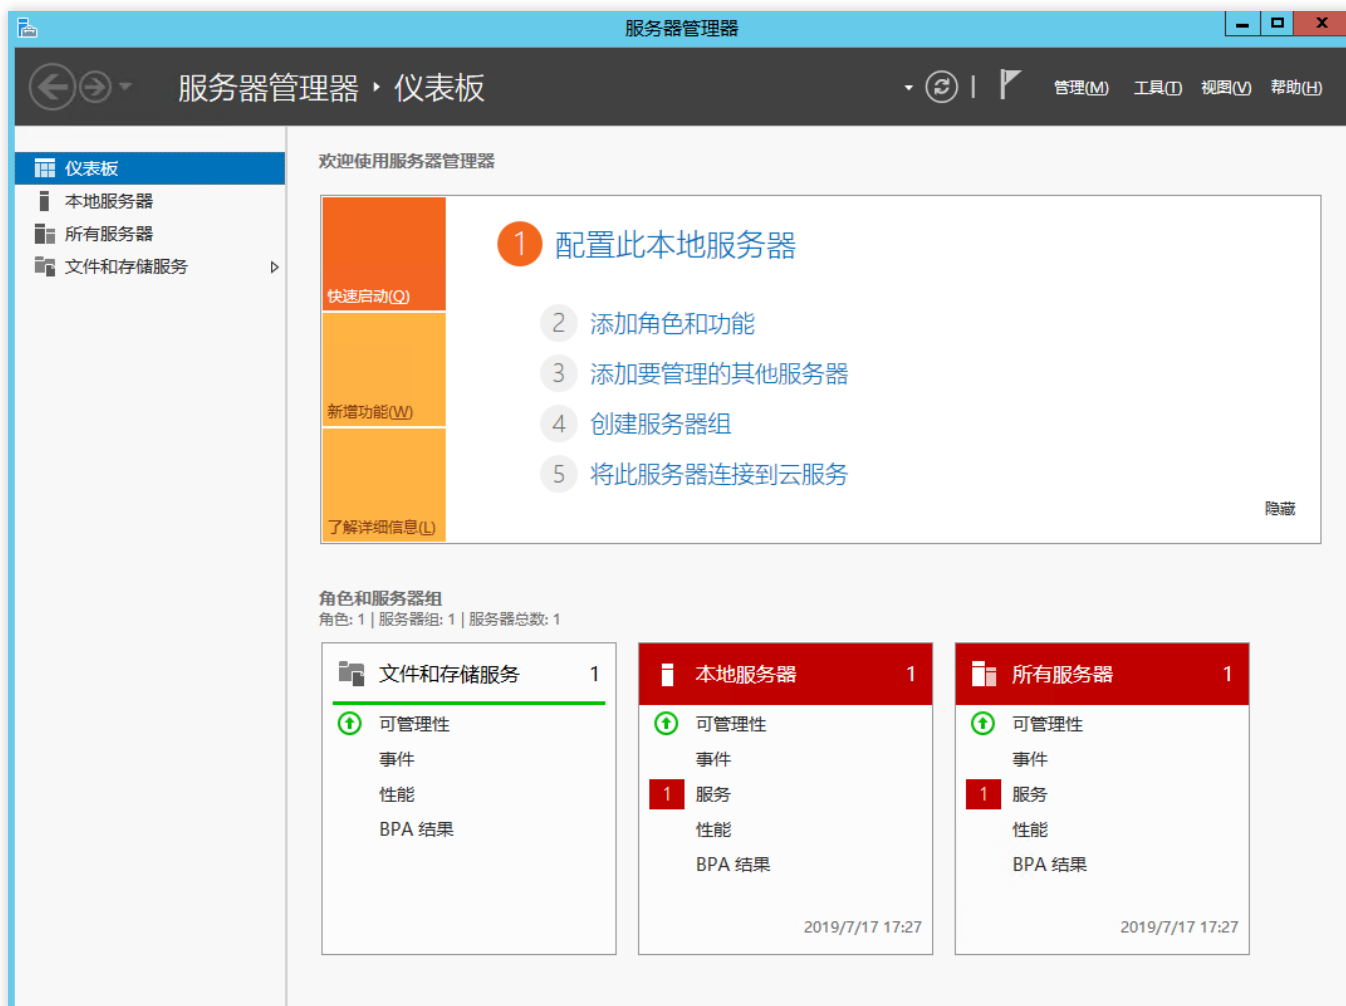 服务器管理器
服务器管理器 ‣ 仪表板
管理(M) 工具(T) 视图(V) 帮助(H)
仪表板
本地服务器
所有服务器
文件和存储服务
欢迎使用服务器管理器
快速启动(Q)
新增功能(W)
了解详细信息(L)
1 配置此本地服务器
2 添加角色和功能
3 添加要管理的其他服务器
4 创建服务器组
5 将此服务器连接到云服务
隐藏
角色和服务器组
角色: 1 | 服务器组: 1 | 服务器总数: 1
文件和存储服务 1
可管理性
事件
性能
BPA 结果
本地服务器 1
可管理性
事件
1 服务
性能
BPA 结果
2019/7/17 17:27
所有服务器 1
可管理性
事件
1 服务
性能
BPA 结果
2019/7/17 17:27